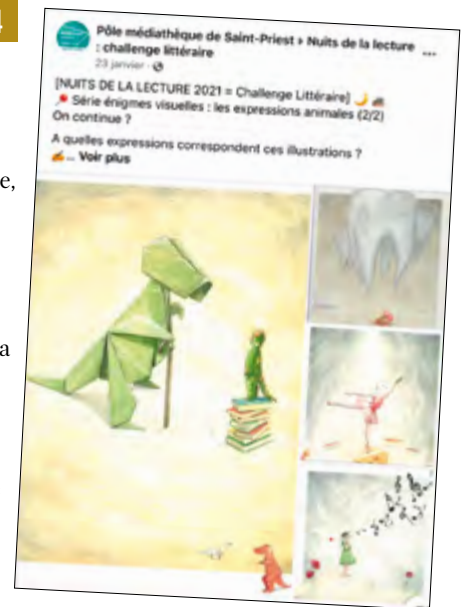 4
Pôle médiathèque de Saint-Priest ▸ Nuits de la lecture ...
: challenge littéraire
23 janvier ·
[NUITS DE LA LECTURE 2021 = Challenge Littéraire] 🌙
📌 Série énigmes visuelles : les expressions animales (2/2)
On continue ?
A quelles expressions correspondent ces illustrations ?
✍️... Voir plus
e,
a